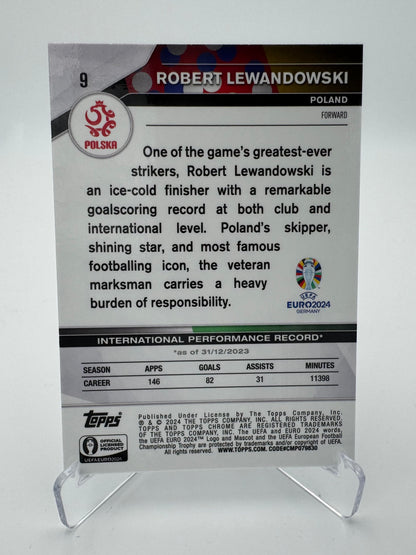 9
ROBERT LEWANDOWSKI
POLAND
FORWARD
POLSKA
One of the game's greatest-ever
strikers, Robert Lewandowski is
an ice-cold finisher with a remarkable
goalscoring record at both club and
international level. Poland's skipper,
shining star, and most famous
footballing icon, the veteran
marksman carries a heavy
burden of responsibility.
UEFA
EURO2024
GERMANY
INTERNATIONAL PERFORMANCE RECORD*
*as of 31/12/2023
SEASON APPS GOALS ASSISTS MINUTES
CAREER 146 82 31 11398
Topps
OFFICIAL
LICENSED
PRODUCT
UEFA EURO2024
Published Under License by The Topps Company, Inc.
® & © 2024 THE TOPPS COMPANY, INC. ALL RIGHTS RESERVED.
TOPPS AND TOPPS CHROME ARE REGISTERED TRADEMARKS
OF THE TOPPS COMPANY, INC. The UEFA and EURO 2024 words,
the UEFA EURO 2024™ Logo and Mascot and the UEFA European Football
Championship Trophy are protected by trademarks and/or copyright of UEFA.
All rights reserved. WWW.TOPPS.COM. CODE#CMP079830